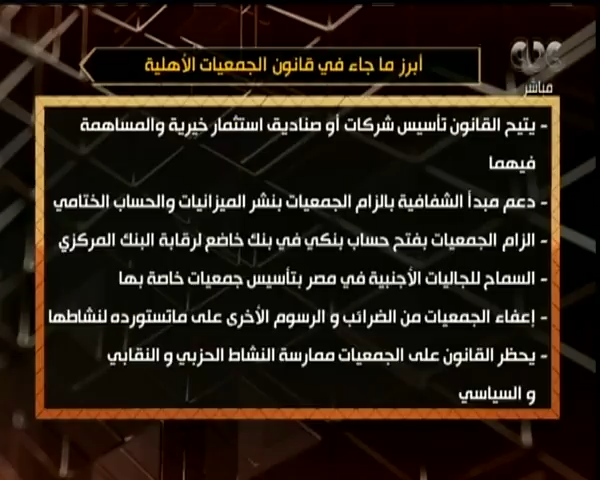 أبرز ما جاء في قانون الجمعيات الأهلية
cbc
مباشر
- يتيح القانون تأسيس شركات أو صناديق استثمار خيرية والمساهمة
فيهما
- دعم مبدأ الشفافية بالزام الجمعيات بنشر الميزانيات والحساب الختامي
- الزام الجمعيات بفتح حساب بنكي في بنك خاضع لرقابة البنك المركزي
- السماح للجاليات الأجنبية في مصر بتأسيس جمعيات خاصة بها
- إعفاء الجمعيات من الضرائب و الرسوم الأخرى على ماتستورده لنشاطها
- يحظر القانون على الجمعيات ممارسة النشاط الحزبي و النقابي
و السياسي